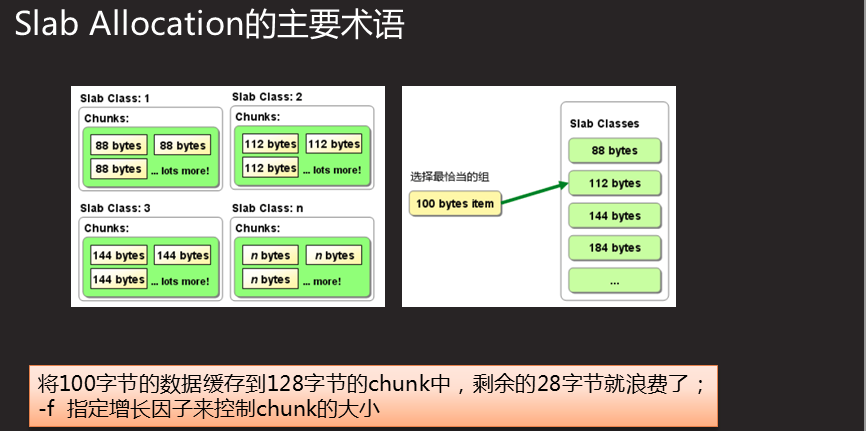 Slab Allocation的主要术语
Slab Class: 1
Chunks:
88 bytes 88 bytes
88 bytes ... lots more!
Slab Class: 2
Chunks:
112 bytes 112 bytes
112 bytes ... lots more!
Slab Class: 3
Chunks:
144 bytes 144 bytes
144 bytes ... lots more!
Slab Class: n
Chunks:
n bytes n bytes
n bytes ... more!
选择最恰当的组
100 bytes item
Slab Classes
88 bytes
112 bytes
144 bytes
184 bytes
...
将100字节的数据缓存到128字节的chunk中，剩余的28字节就浪费了；
-f 指定增长因子来控制chunk的大小